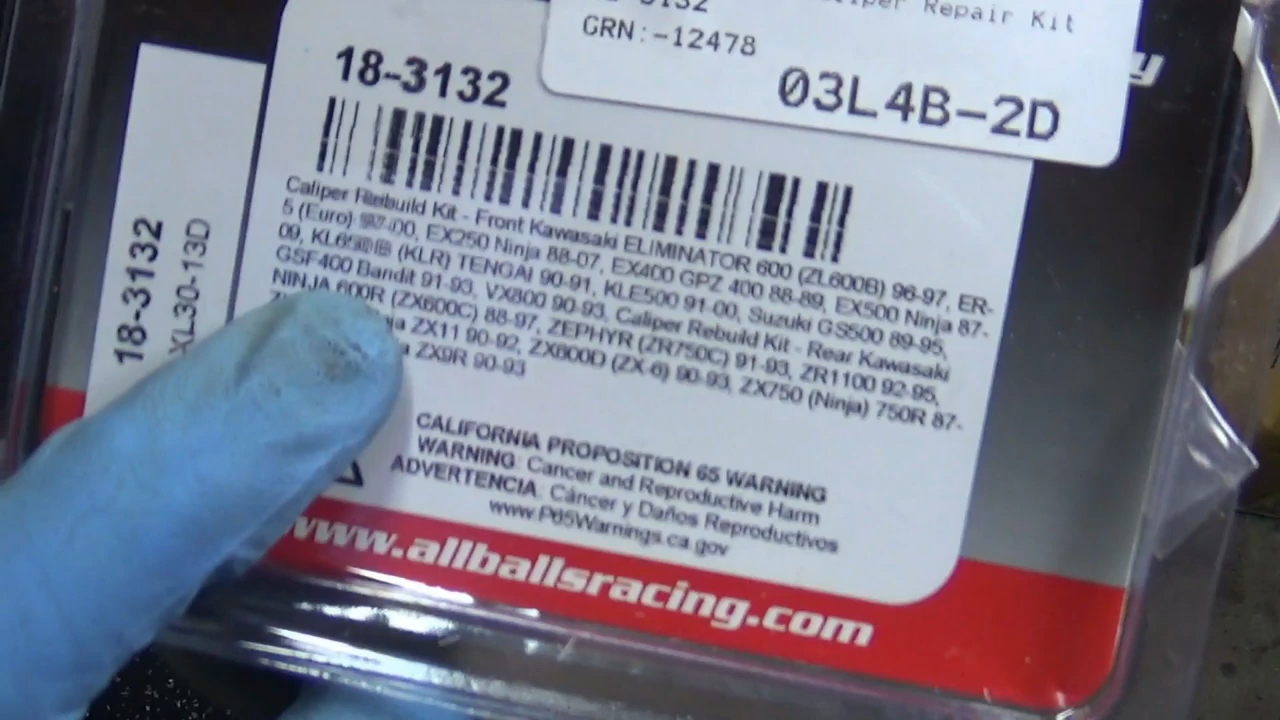 Repair Kit
GRN:-12478
03L4B-2D
18-3132
18-3132
XL30-13D
Caliper Rebuild Kit - Front Kawasaki ELIMINATOR 600 (ZL600B) 96-97, ER-
5 (Euro) 97-00, EX250 Ninja 88-07, EX400 GPZ 400 88-89, EX500 Ninja 87-
09, (KLR) TENGAI 90-91, KLE500 91-00, Suzuki GS500 89-95,
GSF400 Bandit 91-93, VX800 90-93, Caliper Rebuild Kit - Rear Kawasaki
NINJA 600R (ZX600C) 88-97, ZEPHYR (ZR750C) 91-93, ZR1100 92-95,
ZX11 90-92, ZX600D (ZX-6) 90-93, ZX750 (Ninja) 750R 87-
ZX9R 90-93
CALIFORNIA PROPOSITION 65 WARNING
WARNING: Cancer and Reproductive Harm
ADVERTENCIA: Cáncer y Daños Reproductivos
www.P65Warnings.ca.gov
www.allballsracing.com